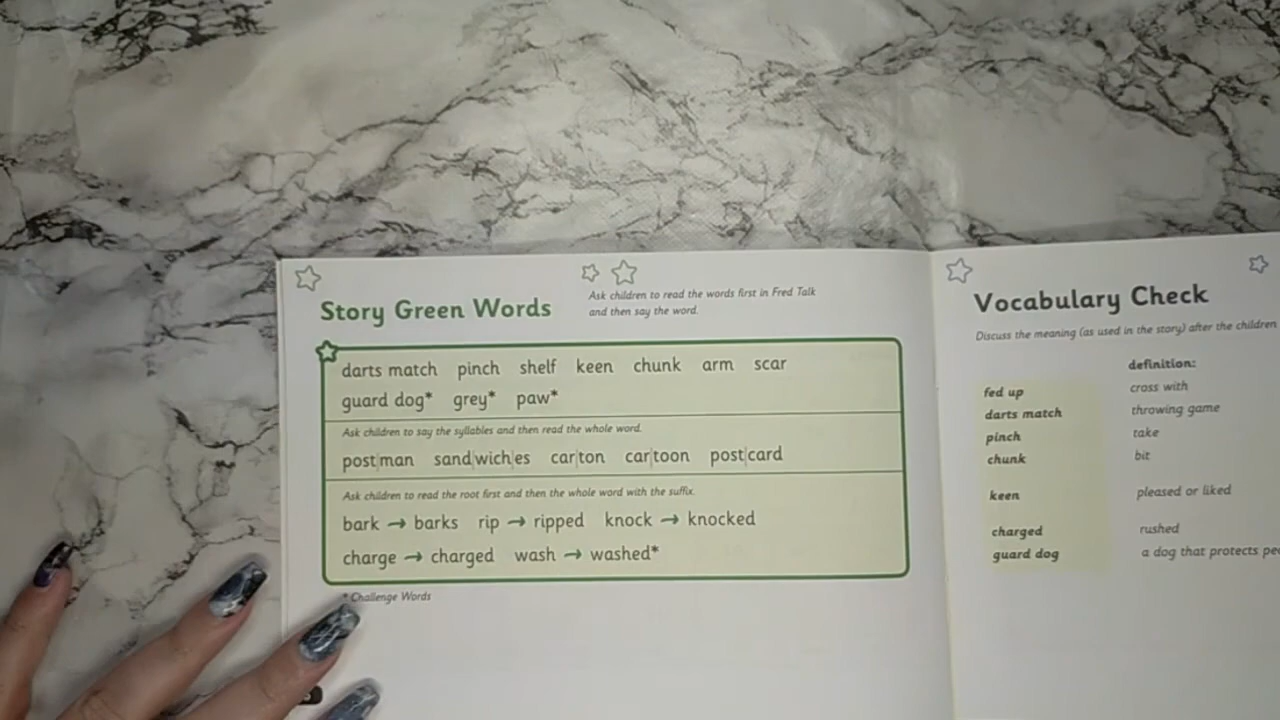 Story Green Words
Ask children to read the words first in Fred Talk
and then say the word.
darts match pinch shelf keen chunk arm scar
guard dog* grey* paw*
Ask children to say the syllables and then read the whole word.
post|man sand|wich|es car|ton car|toon post|card
Ask children to read the root first and then the whole word with the suffix.
bark → barks rip → ripped knock → knocked
charge → charged wash → washed*
* Challenge Words
Vocabulary Check
Discuss the meaning (as used in the story) after the children
definition:
fed up cross with
darts match throwing game
pinch take
chunk bit
keen pleased or liked
charged rushed
guard dog a dog that protects